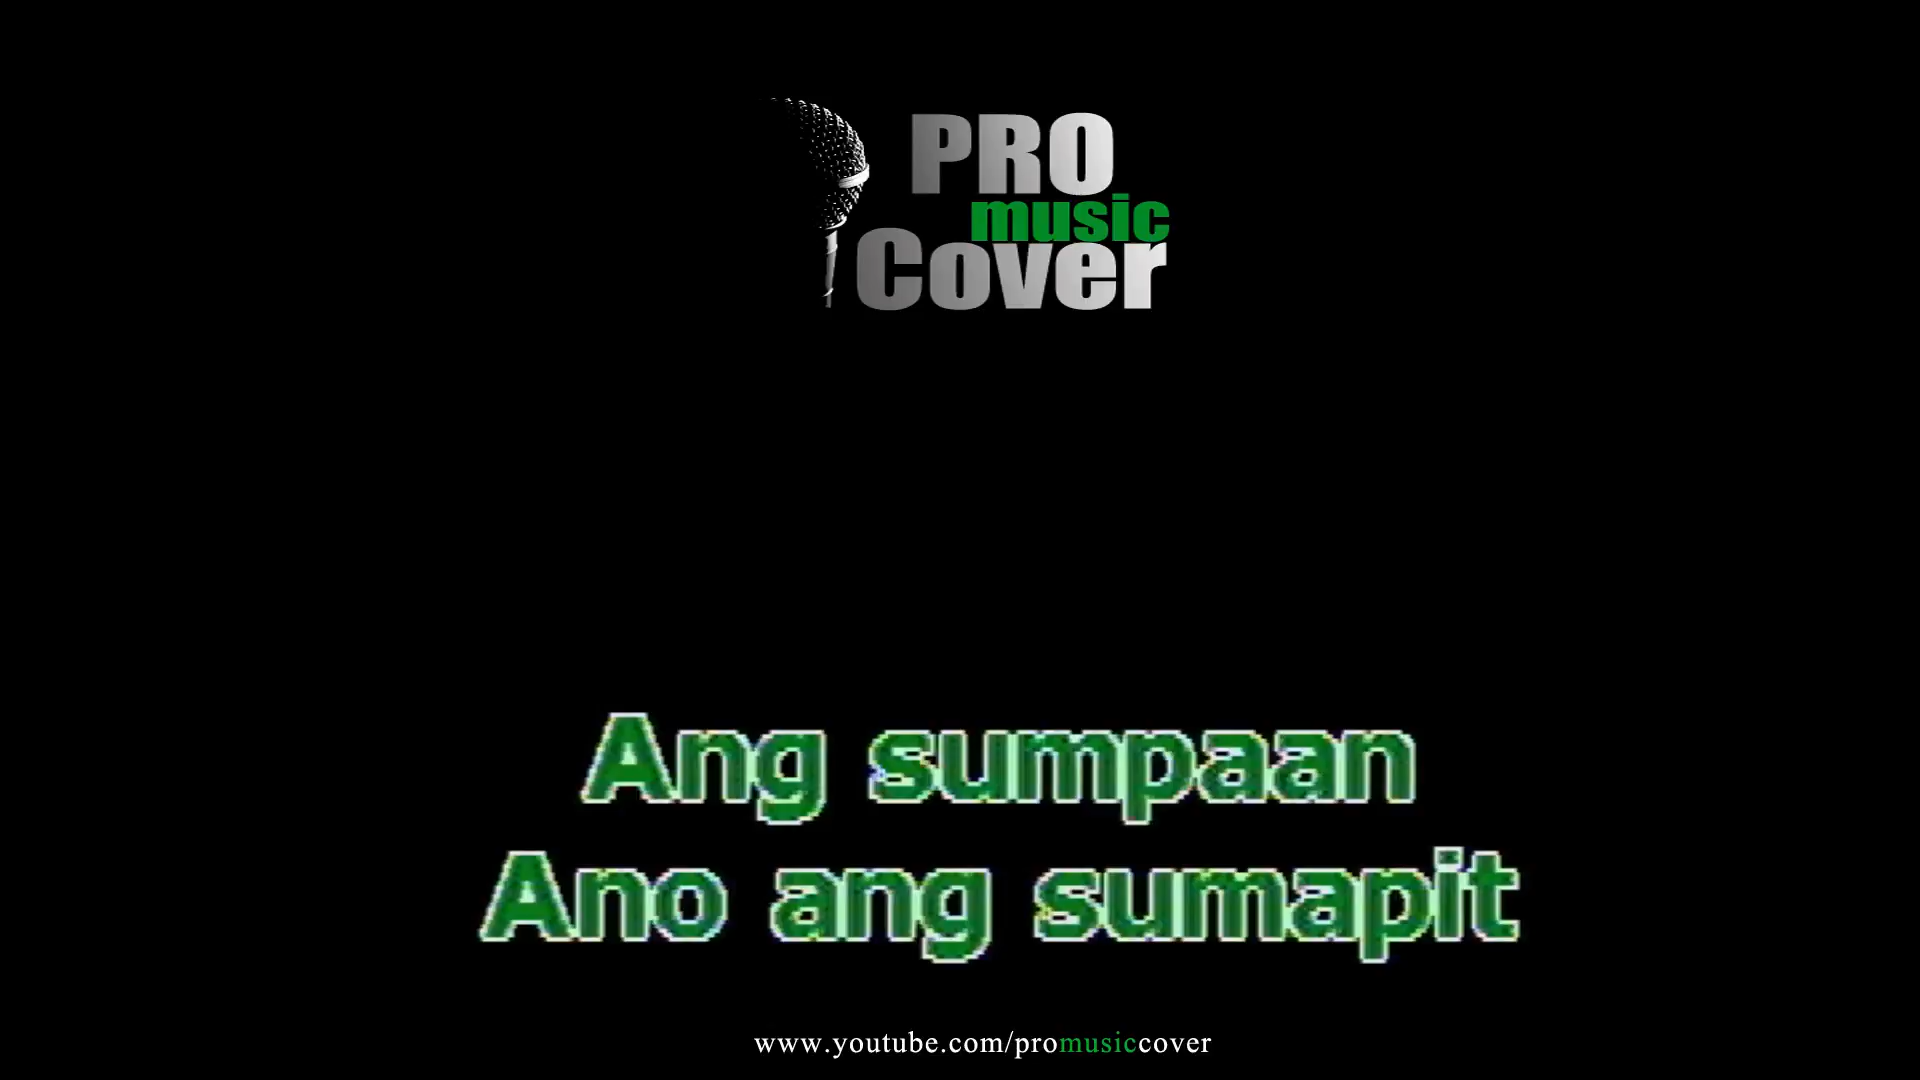 PRO
music
Cover
Ang sumpaan
Ano ang sumapit
www.youtube.com/promusiccover